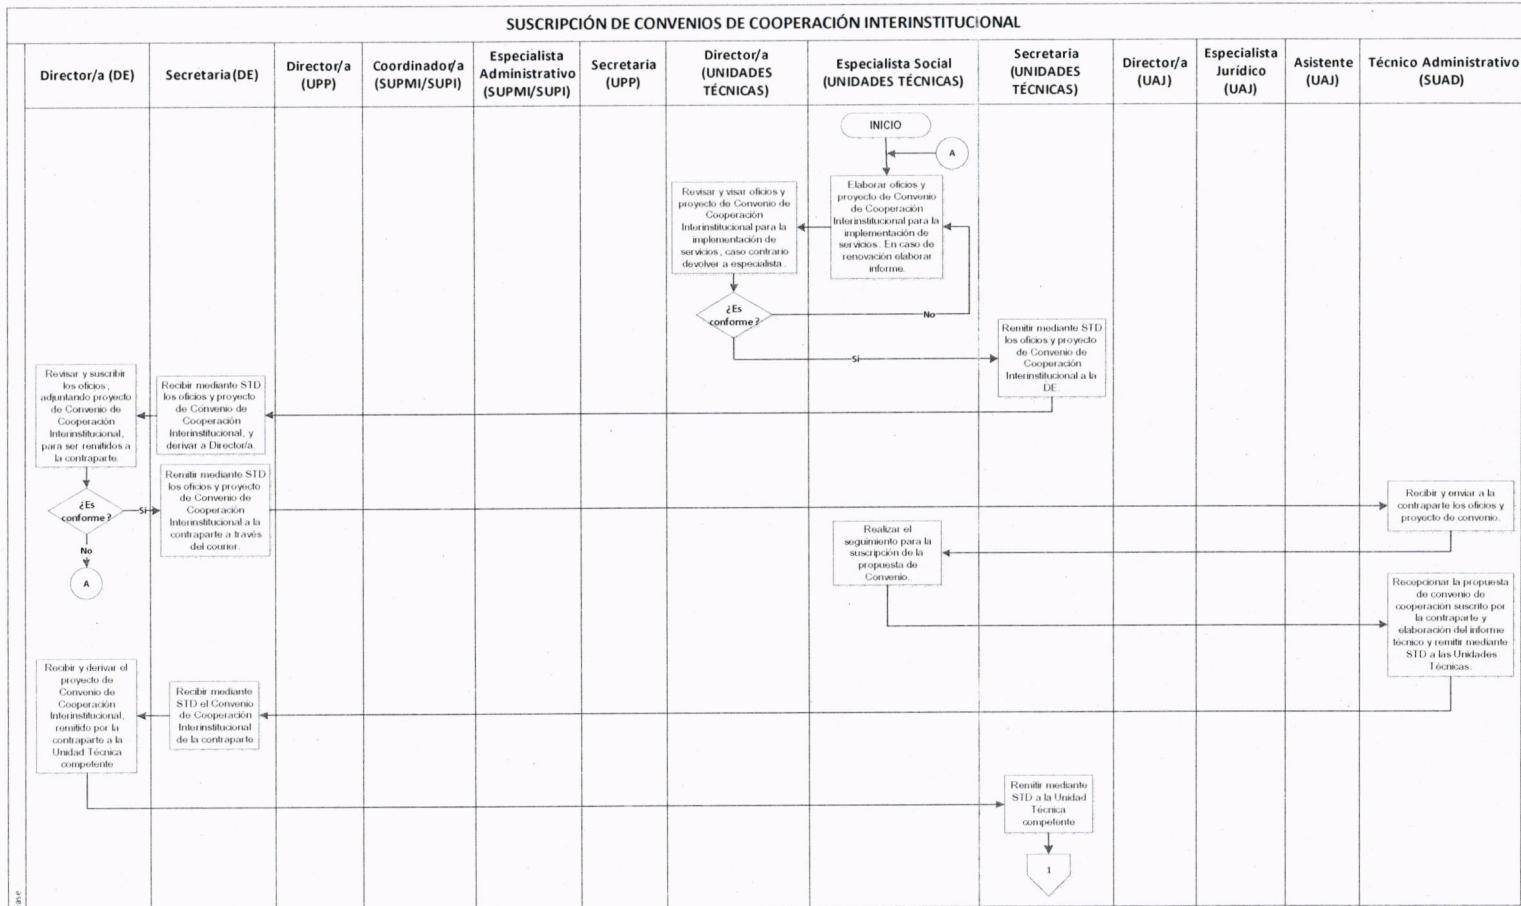 SUSCRIPCIÓN DE CONVENIOS DE COOPERACIÓN INTERINSTITUCIONAL
Director/a (DE)
Secretaria (DE)
Director/a
(UPP)
Coordinador/a
(SUPMI/SUPI)
Especialista
Administrativo
(SUPMI/SUPI)
Secretaria
(UPP)
Director/a
(UNIDADES
TÉCNICAS)
Especialista Social
(UNIDADES TÉCNICAS)
Secretaria
(UNIDADES
TÉCNICAS)
Director/a
(UAJ)
Especialista
Jurídico
(UAJ)
Asistente
(UAJ)
Técnico Administrativo
(SUAD)
INICIO
A
Revisar y visar oficios y
proyecto de Convenio de
Cooperación
Interinstitucional para la
implementación de
servicios, caso contrario
devolver a especialista.
Elaborar oficios y
proyecto de Convenio
de Cooperación
Interinstitucional para la
implementación de
servicios. En caso de
renovación elaborar
informe.
¿Es
conforme?
No
Si
Remitir mediante STD
los oficios y proyecto
de Convenio de
Cooperación
Interinstitucional a la
DE.
Revisar y suscribir
los oficios,
adjuntando proyecto
de Convenio de
Cooperación
Interinstitucional,
para ser remitidos a
la contraparte.
Recibir mediante STD
los oficios y proyecto
de Convenio de
Cooperación
Interinstitucional, y
derivar a Director/a.
¿Es
conforme?
Si
No
A
Remitir mediante STD
los oficios y proyecto
de Convenio de
Cooperación
Interinstitucional a la
contraparte a través
del courier.
Recibir y enviar a la
contraparte los oficios y
proyecto de convenio.
Realizar el
seguimiento para la
suscripción de la
propuesta de
Convenio.
Recepcionar la propuesta
de convenio de
cooperación suscrito por
la contraparte y
elaboración del informe
técnico y remitir mediante
STD a las Unidades
Técnicas.
Recibir y derivar el
proyecto de
Convenio de
Cooperación
Interinstitucional,
remitido por la
contraparte a la
Unidad Técnica
competente
Recibir mediante
STD el Convenio
de Cooperación
Interinstitucional
de la contraparte
Remitir mediante
STD a la Unidad
Técnica
competente
1